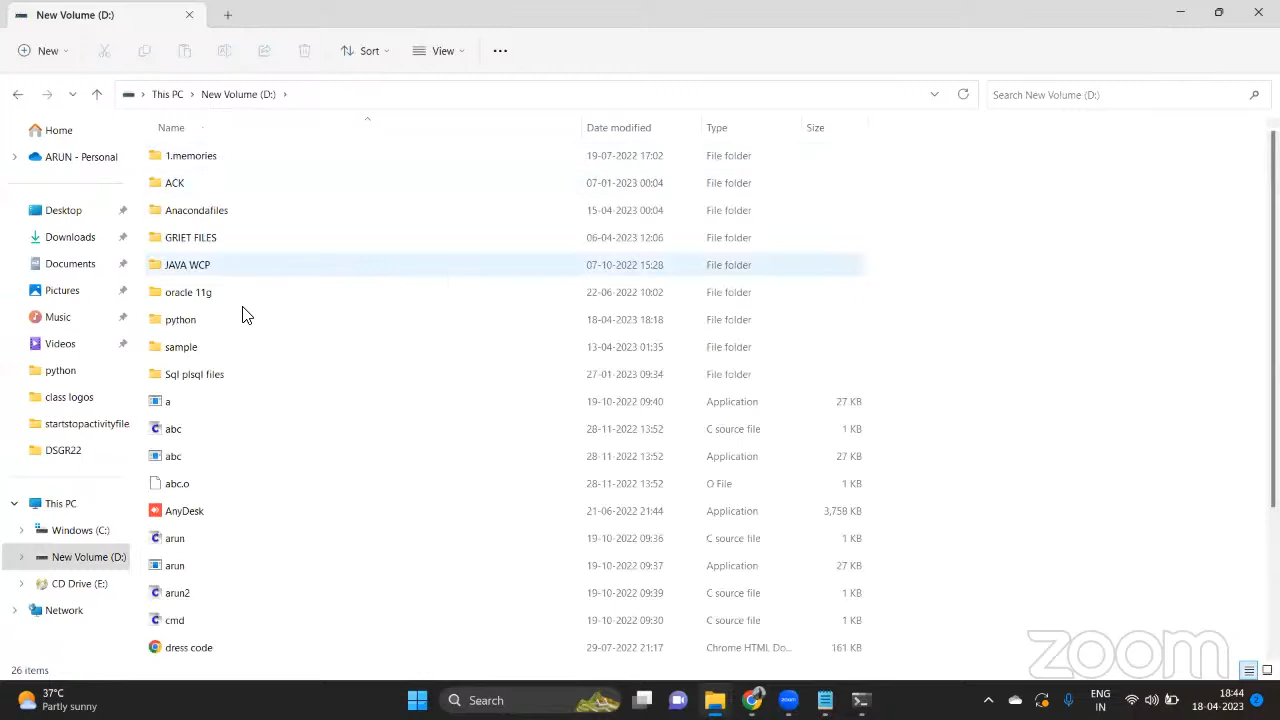 New Volume (D:)
New
Sort
View
This PC
New Volume (D:)
Search New Volume (D:)
Name
Date modified
Type
Size
Home
ARUN - Personal
Desktop
Downloads
Documents
Pictures
Music
Videos
python
class logos
startstopactivityfile
DSGR22
This PC
Windows (C:)
New Volume (D:)
CD Drive (E:)
Network
1.memories 19-07-2022 17:02 File folder
ACK 07-01-2023 00:04 File folder
Anacondafiles 15-04-2023 00:04 File folder
GRIET FILES 06-04-2023 12:06 File folder
JAVA WCP 07-10-2022 15:28 File folder
oracle 11g 22-06-2022 10:02 File folder
python 18-04-2023 18:18 File folder
sample 13-04-2023 01:35 File folder
Sql plsql files 27-01-2023 09:34 File folder
a 19-10-2022 09:40 Application 27 KB
abc 28-11-2022 13:52 C source file 1 KB
abc 28-11-2022 13:52 Application 27 KB
abc.o 28-11-2022 13:52 O File 1 KB
AnyDesk 21-06-2022 21:44 Application 3,758 KB
arun 19-10-2022 09:36 C source file 1 KB
arun 19-10-2022 09:37 Application 27 KB
arun2 19-10-2022 09:39 C source file 1 KB
cmd 19-10-2022 09:30 C source file 1 KB
dress code 29-07-2022 21:17 Chrome HTML Do... 161 KB
26 items
zoom
37°C
Partly sunny
Search
zoom
ENG
IN
18:44
18-04-2023
2